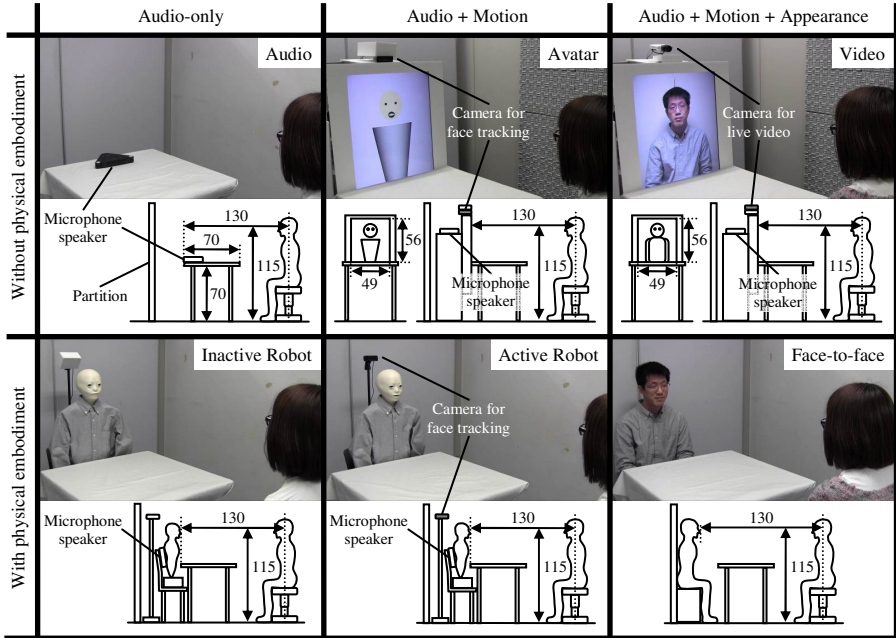 Audio-only
Audio + Motion
Audio + Motion + Appearance
Without physical embodiment
Audio
Microphone
speaker
Partition
130
70
115
70
Avatar
Camera for
face tracking
56
49
130
115
Microphone
speaker
Video
Camera for
live video
56
49
130
115
Microphone
speaker
With physical embodiment
Inactive Robot
Microphone
speaker
130
115
Active Robot
Camera for
face tracking
Microphone
speaker
130
115
Face-to-face
130
115